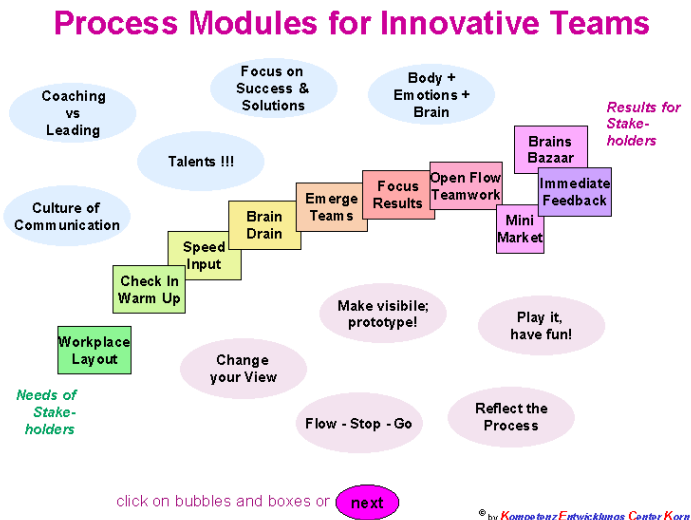 Process Modules for Innovative Teams
Coaching
vs
Leading
Focus on
Success &
Solutions
Body +
Emotions +
Brain
Results for
Stake-
holders
Talents !!!
Culture of
Communication
Brains
Bazaar
Immediate
Feedback
Mini
Market
Open Flow
Teamwork
Focus
Results
Emerge
Teams
Brain
Drain
Speed
Input
Check In
Warm Up
Workplace
Layout
Needs of
Stake-
holders
Make visibile;
prototype!
Play it,
have fun!
Change
your View
Flow - Stop - Go
Reflect the
Process
click on bubbles and boxes or next
© by Kompetenz Entwicklungs Center Korn